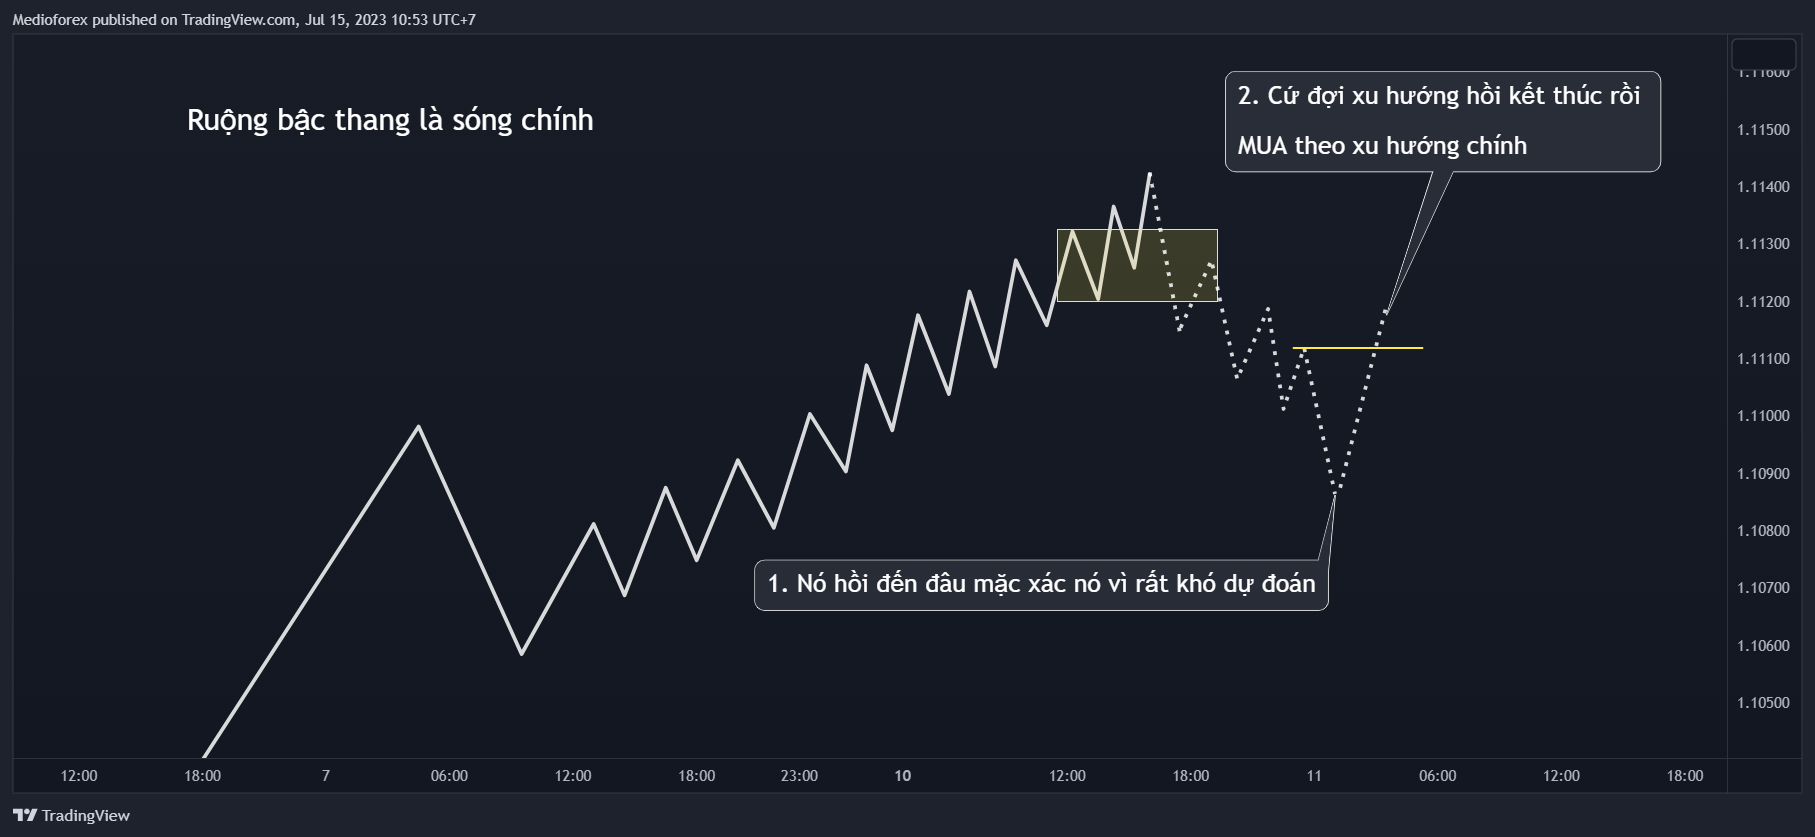 Medioforex published on TradingView.com, Jul 15, 2023 10:53 UTC+7
Ruộng bậc thang là sóng chính
2. Cứ đợi xu hướng hồi kết thúc rồi
MUA theo xu hướng chính
1. Nó hồi đến đâu mặc xác nó vì rất khó dự đoán
1.11600
1.11500
1.11400
1.11300
1.11200
1.11100
1.11000
1.10900
1.10800
1.10700
1.10600
1.10500
12:00 18:00 7 06:00 12:00 18:00 23:00 10 12:00 18:00 11 06:00 12:00 18:00
TradingView